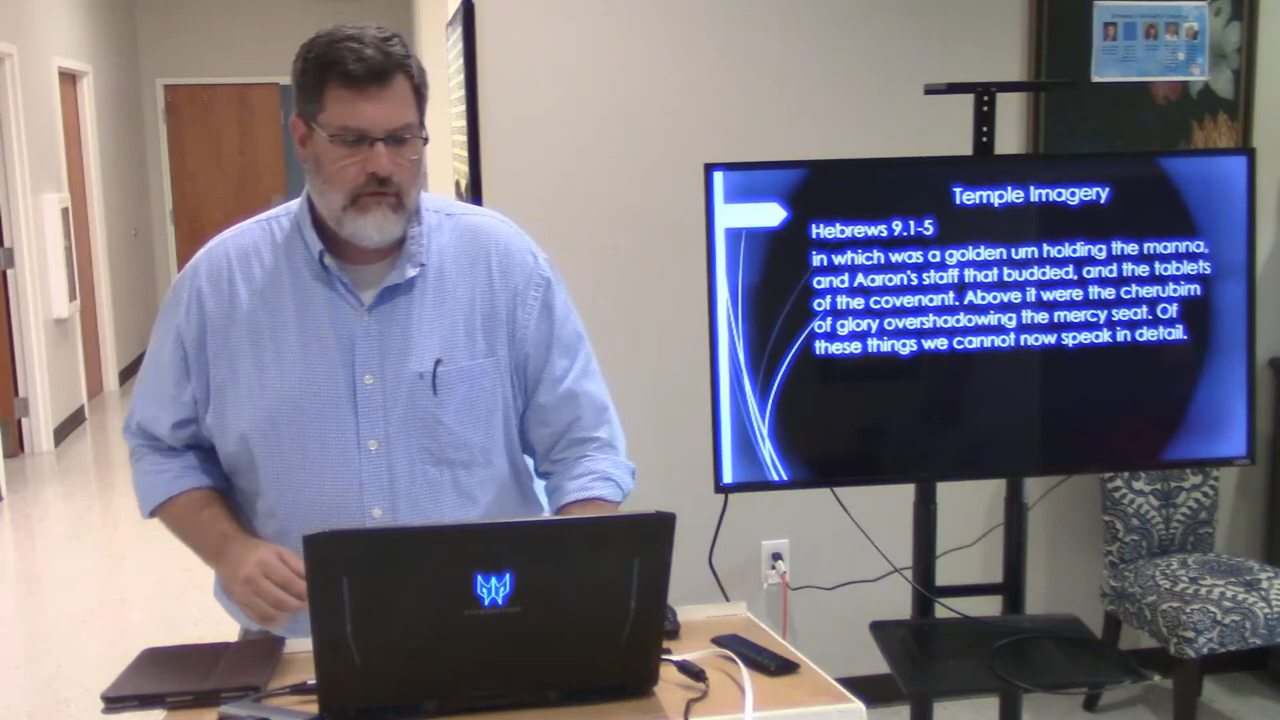 Temple Imagery
Hebrews 9.1-5
in which was a golden urn holding the manna,
and Aaron's staff that budded, and the tablets
of the covenant. Above it were the cherubim
of glory overshadowing the mercy seat. Of
these things we cannot now speak in detail.